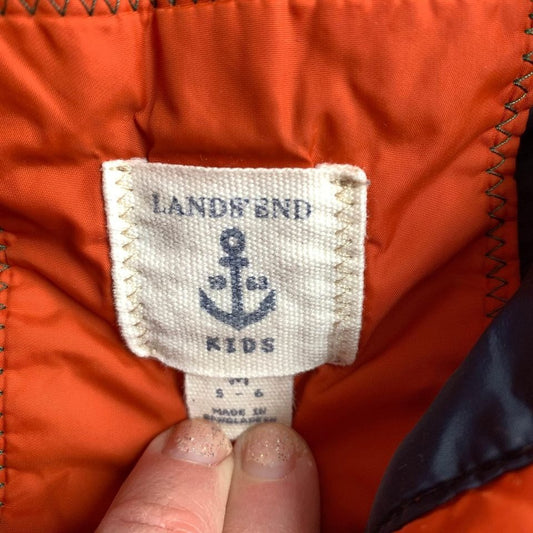 LANDS' END
19 63
KIDS
5 - 6
MADE IN
BANGLADESH